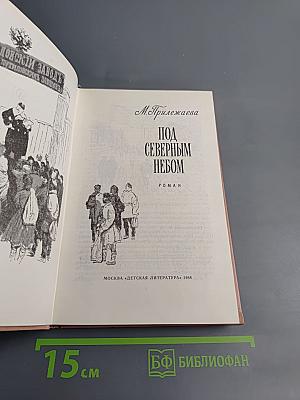 М. Прилежаева
ПОД
СЕВЕРНЫМ
НЕБОМ
РОМАН
МОСКВА «ДЕТСКАЯ ЛИТЕРАТУРА» 1988
15 см
БФ БИБЛИОФАН